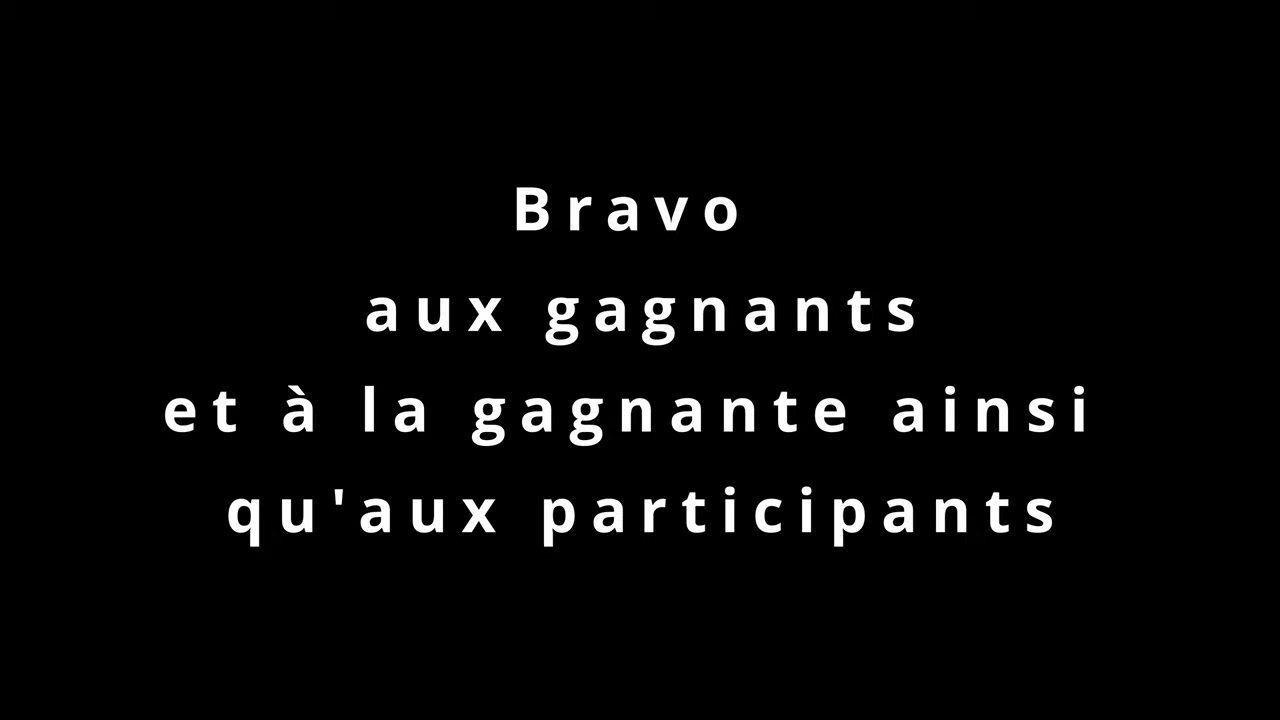 Bravo
aux gagnants
et à la gagnante ainsi
qu'aux participants